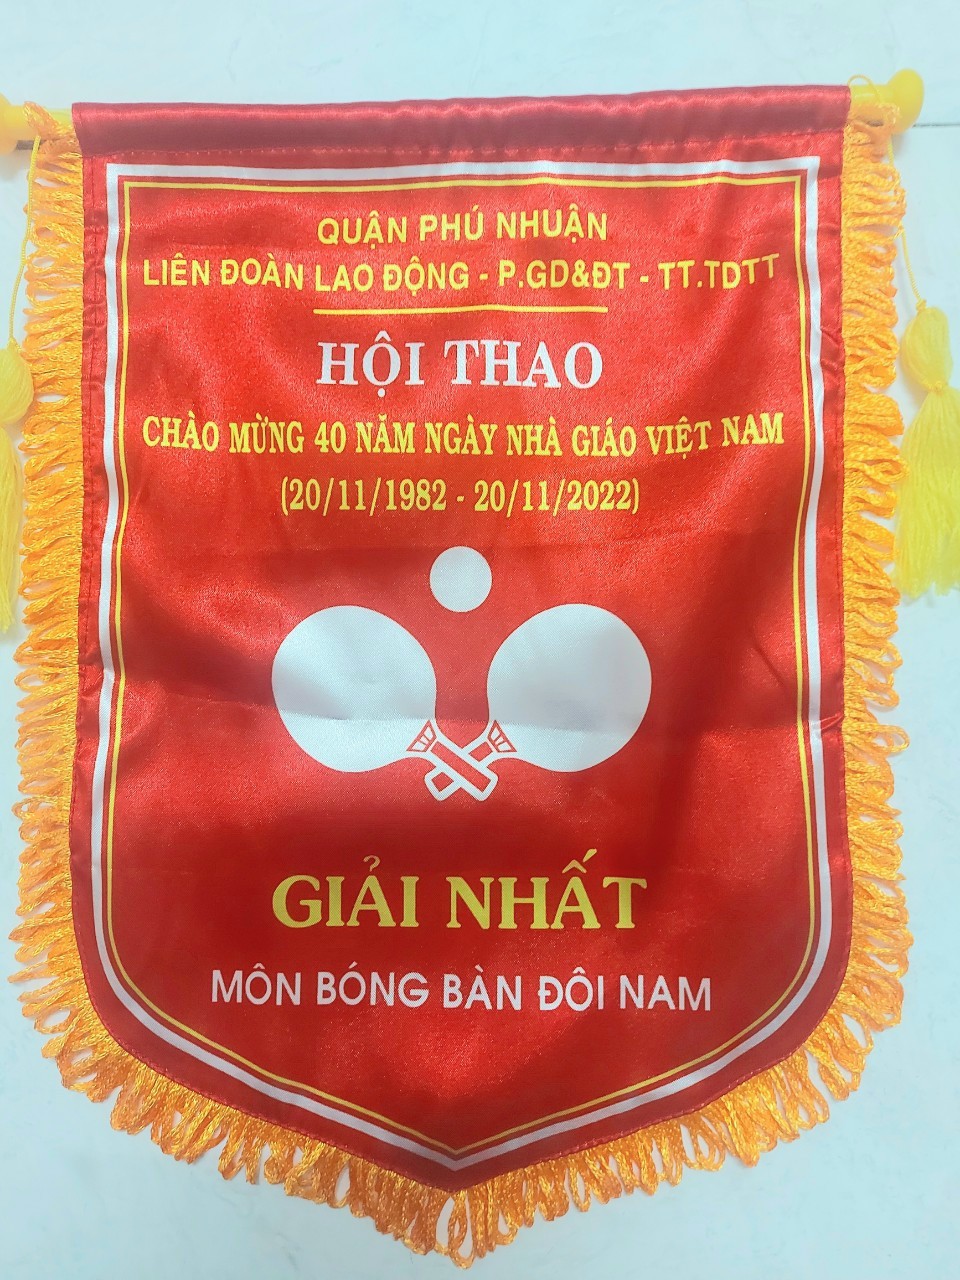 QUẬN PHÚ NHUẬN
LIÊN ĐOÀN LAO ĐỘNG - P.GD&ĐT - TT.TDTT
HỘI THAO
CHÀO MỪNG 40 NĂM NGÀY NHÀ GIÁO VIỆT NAM
(20/11/1982 - 20/11/2022)
GIẢI NHẤT
MÔN BÓNG BÀN ĐÔI NAM